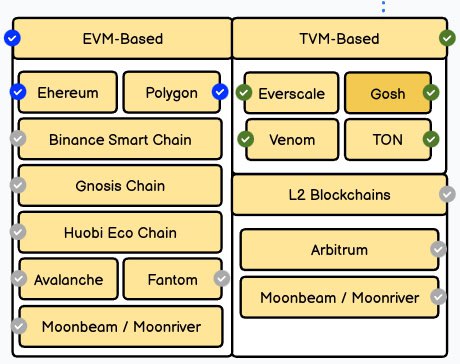 EVM-Based
Ehereum
Polygon
Binance Smart Chain
Gnosis Chain
Huobi Eco Chain
Avalanche
Fantom
Moonbeam / Moonriver
TVM-Based
Everscale
Gosh
Venom
TON
L2 Blockchains
Arbitrum
Moonbeam / Moonriver